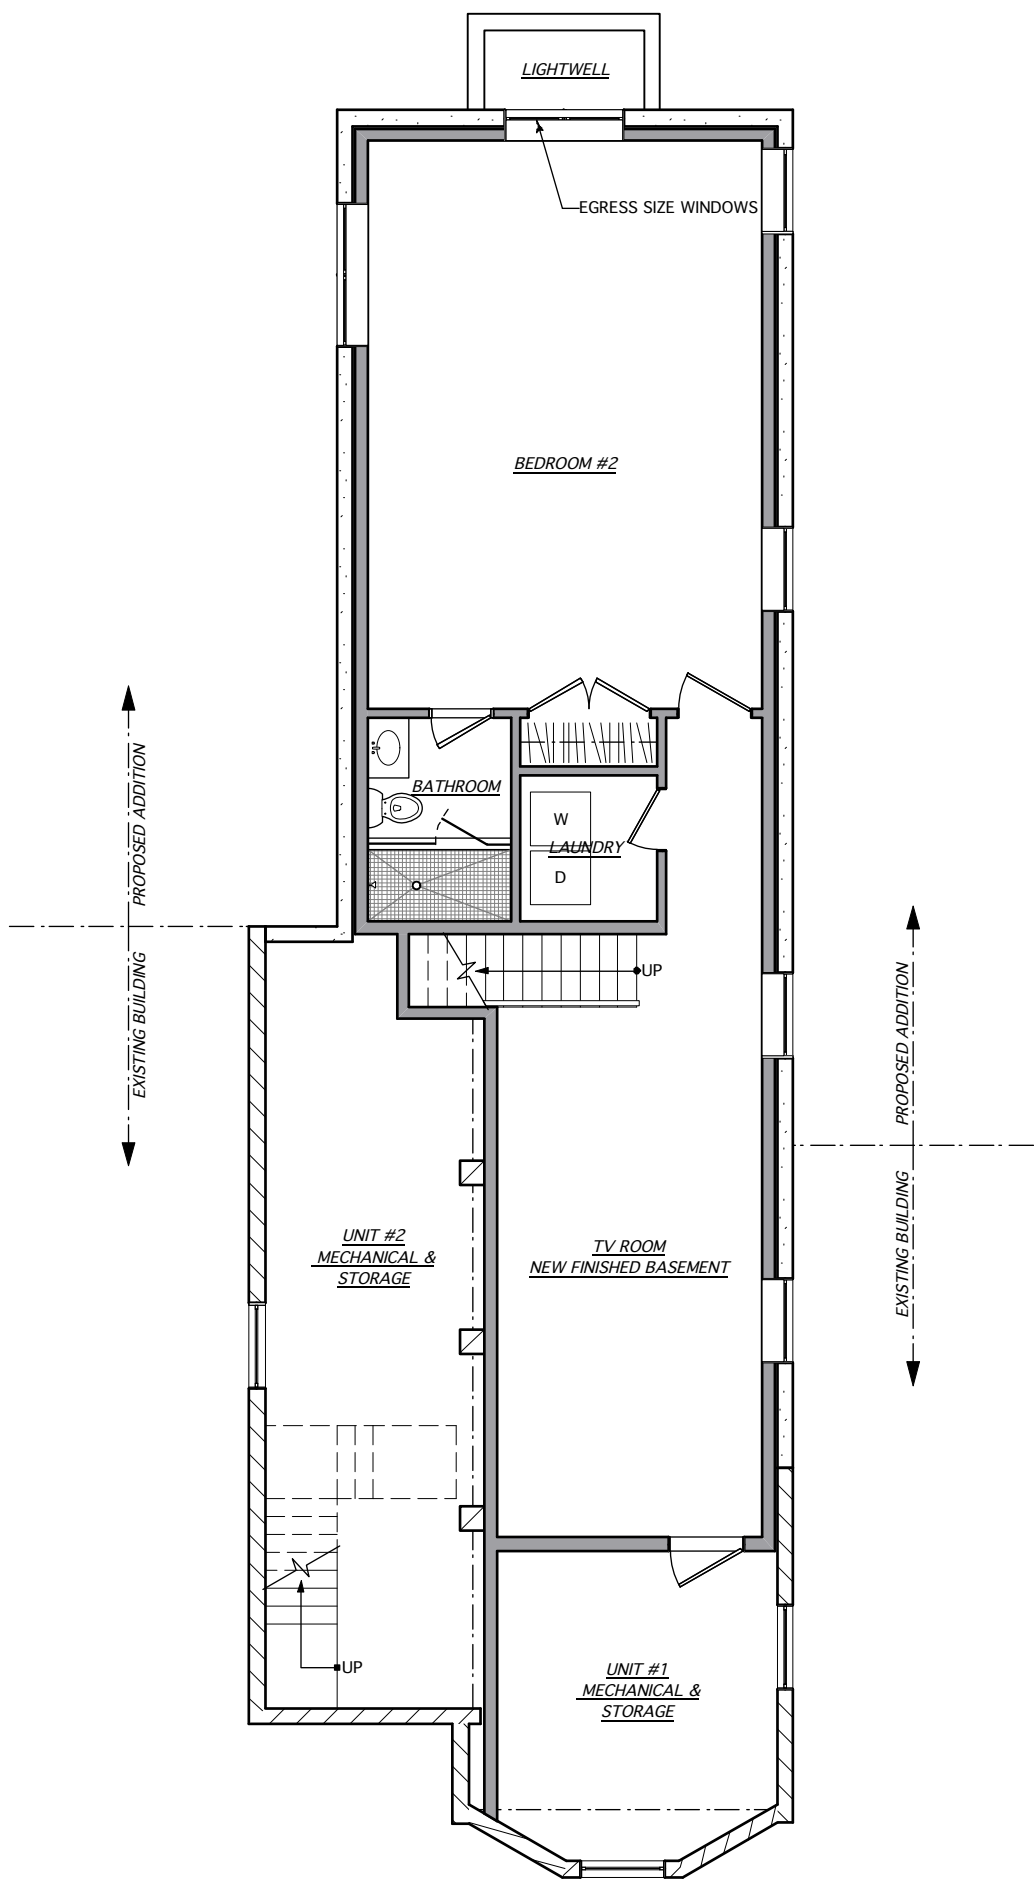 LIGHTWELL
EGRESS SIZE WINDOWS
BEDROOM #2
PROPOSED ADDITION
EXISTING BUILDING
BATHROOM
W
LAUNDRY
D
UP
PROPOSED ADDITION
EXISTING BUILDING
UNIT #2
MECHANICAL &
STORAGE
TV ROOM
NEW FINISHED BASEMENT
UP
UNIT #1
MECHANICAL &
STORAGE